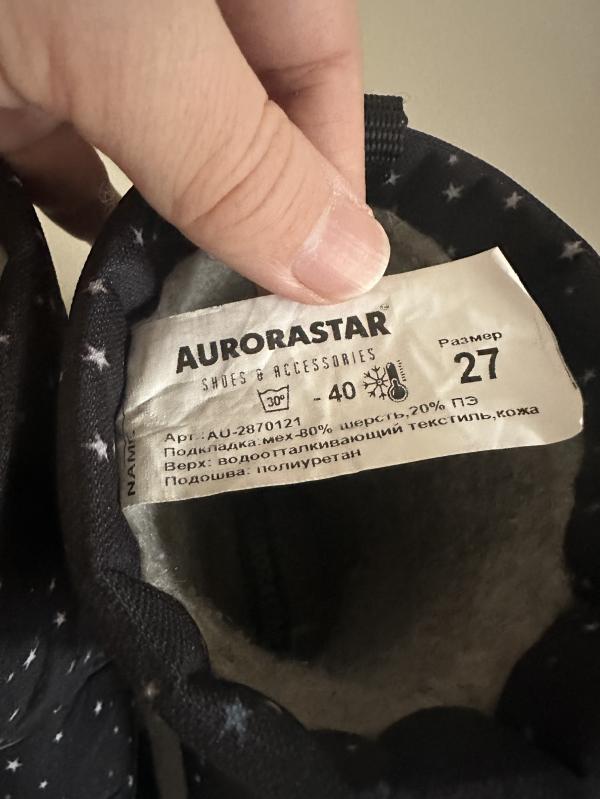 AURORASTAR™
SHOES & ACCESSORIES
Размер
27
30°
- 40
Арт.:AU-2870121
Подкладка:мех-80% шерсть,20% ПЭ
Верх: водоотталкивающий текстиль,кожа
Подошва: полиуретан
NAME